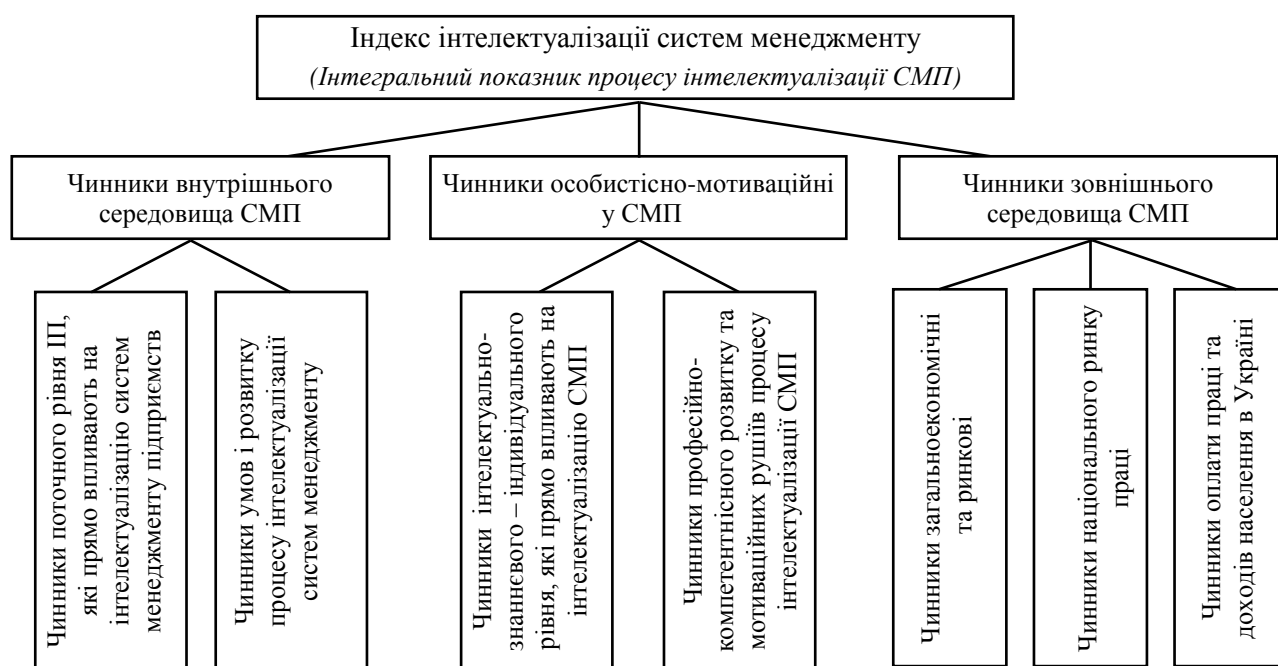 Індекс інтелектуалізації систем менеджменту
(Інтегральний показник процесу інтелектуалізації СМП)
Чинники внутрішнього
середовища СМП
Чинники особистісно-мотиваційні
у СМП
Чинники зовнішнього
середовища СМП
Чинники поточного рівня ІП,
які прямо впливають на
інтелектуалізацію систем
менеджменту підприємств
Чинники умов і розвитку
процесу інтелектуалізації
систем менеджменту
Чинники інтелектуально-
знаннєвого – індивідуального
рівня, які прямо впливають на
інтелектуалізацію СМП
Чинники професійно-
компетентнісного розвитку та
мотиваційних рушіїв процесу
інтелектуалізації СМП
Чинники загальноекономічні
та ринкові
Чинники національного ринку
праці
Чинники оплати праці та
доходів населення в Україні